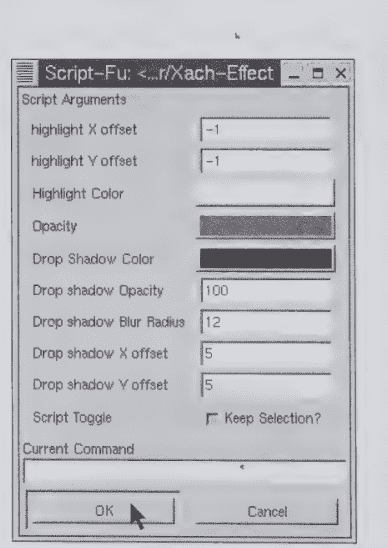 Script-Fu: <...r/Xach-Effect
Script Arguments
highlight X offset -1
highlight Y offset -1
Highlight Color
Opacity
Drop Shadow Color
Drop shadow Opacity 100
Drop shadow Blur Radius 12
Drop shadow X offset 5
Drop shadow Y offset 5
Script Toggle Keep Selection?
Current Command
OK Cancel